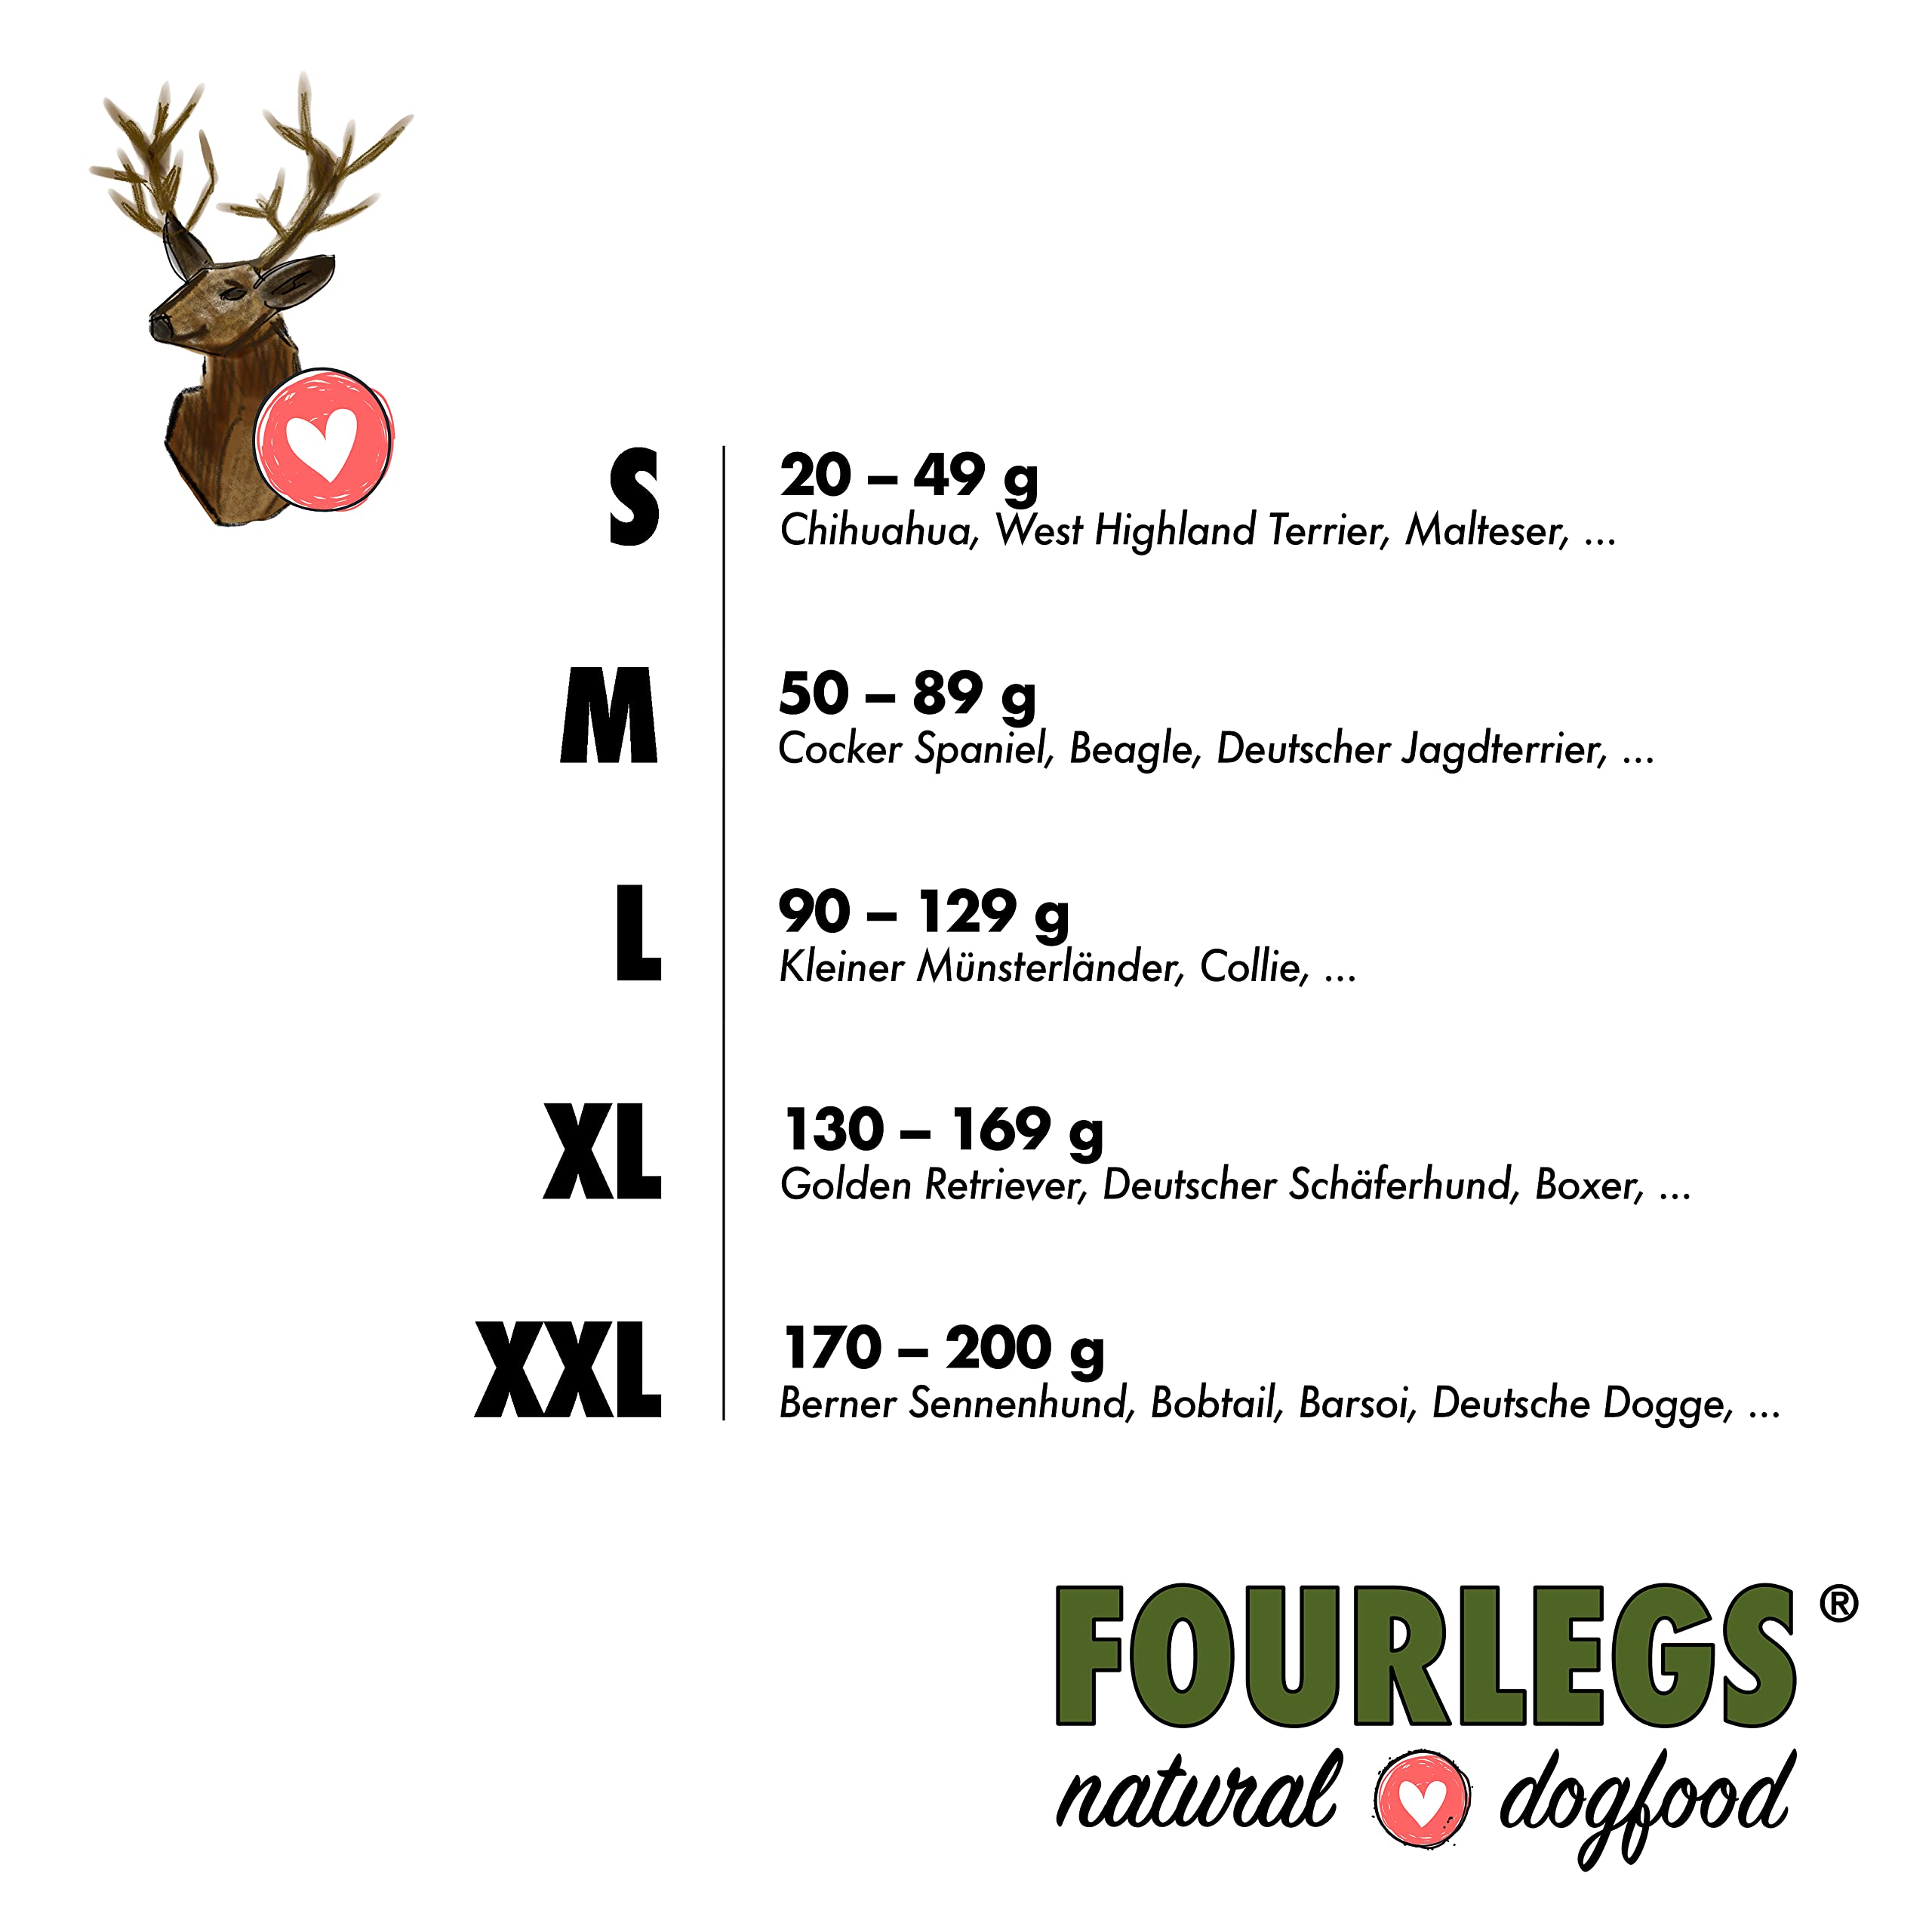 S
20 – 49 g
Chihuahua, West Highland Terrier, Malteser, ...
M
50 – 89 g
Cocker Spaniel, Beagle, Deutscher Jagdterrier, ...
L
90 – 129 g
Kleiner Münsterländer, Collie, ...
XL
130 – 169 g
Golden Retriever, Deutscher Schäferhund, Boxer, ...
XXL
170 – 200 g
Berner Sennenhund, Bobtail, Barsoi, Deutsche Dogge, ...
FOURLEGS ®
natural dogfood